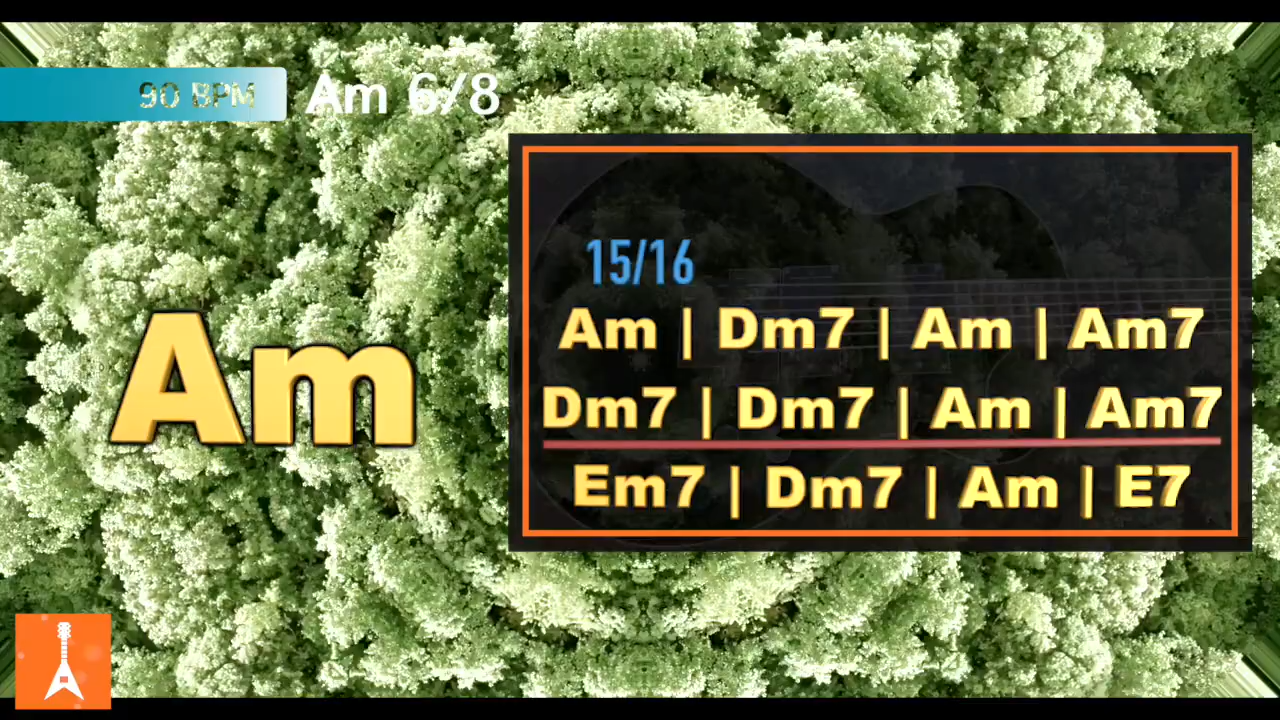 90 BPM Am 6/8
15/16
Am | Dm7 | Am | Am7
Dm7 | Dm7 | Am | Am7
Em7 | Dm7 | Am | E7
Am